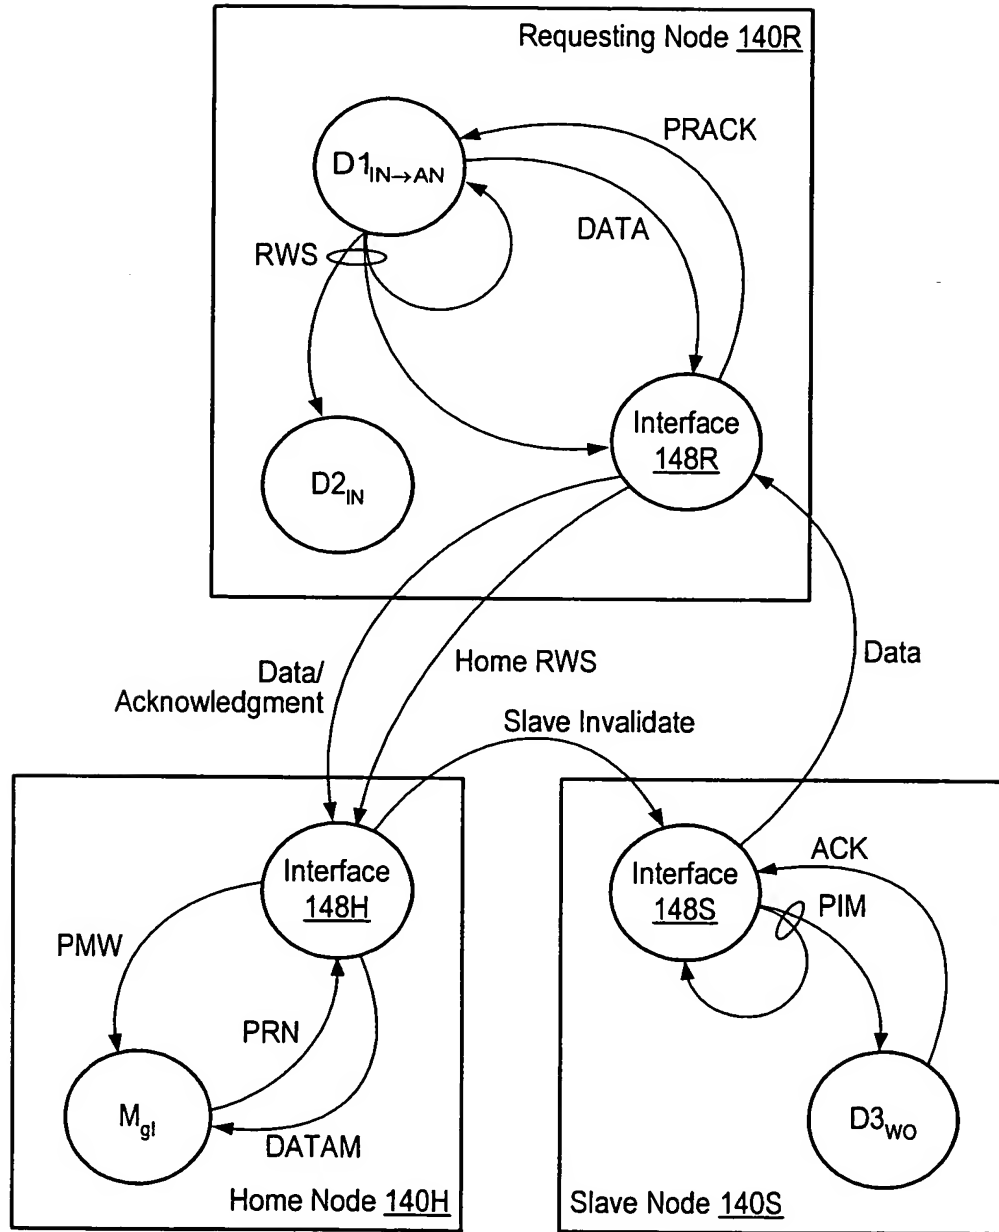 Requesting Node 140R
PRACK
D1IN→AN
DATA
RWS
Interface
148R
D2IN
Data/
Acknowledgment
Home RWS
Data
Slave Invalidate
Interface
148H
PMW
PRN
Mgl
DATAM
Home Node 140H
Interface
148S
ACK
PIM
D3WO
Slave Node 140S